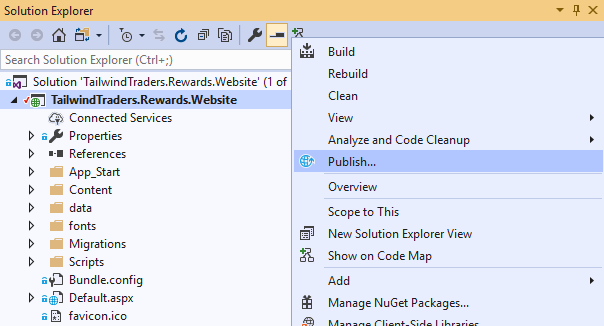 Solution Explorer
Search Solution Explorer (Ctrl+;)
Solution 'TailwindTraders.Rewards.Website' (1 of
TailwindTraders.Rewards.Website
Connected Services
Properties
References
App_Start
Content
data
fonts
Migrations
Scripts
Bundle.config
Default.aspx
favicon.ico
Build
Rebuild
Clean
View
Analyze and Code Cleanup
Publish...
Overview
Scope to This
New Solution Explorer View
Show on Code Map
Add
Manage NuGet Packages...
Manage Client-Side Libraries